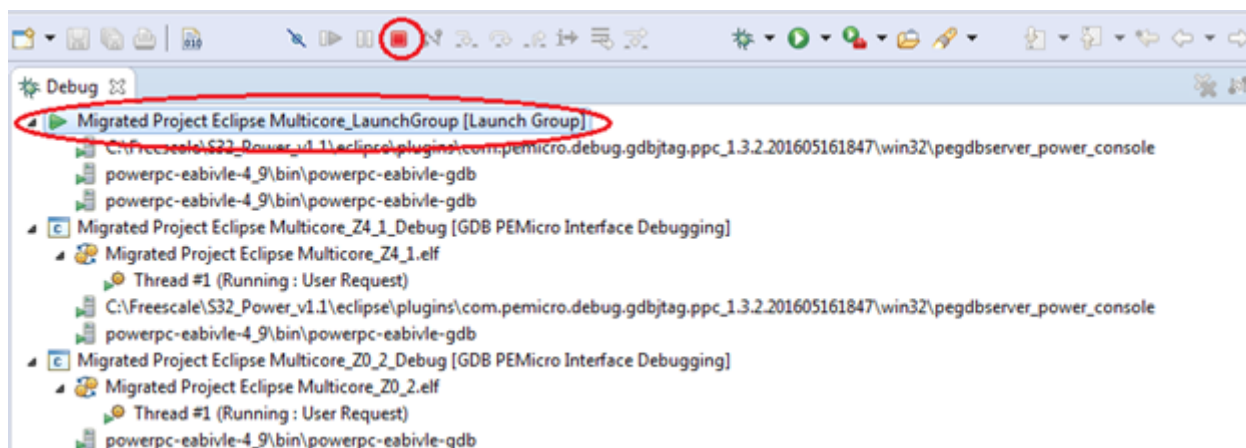 010
Debug
Migrated Project Eclipse Multicore_LaunchGroup [Launch Group]
C:\Freescale\S32_Power_v1.1\eclipse\plugins\com.pemicro.debug.gdbjtag.ppc_1.3.2.201605161847\win32\pegdbserver_power_console
powerpc-eabivle-4_9\bin\powerpc-eabivle-gdb
powerpc-eabivle-4_9\bin\powerpc-eabivle-gdb
Migrated Project Eclipse Multicore_Z4_1_Debug [GDB PEMicro Interface Debugging]
Migrated Project Eclipse Multicore_Z4_1.elf
Thread #1 (Running : User Request)
C:\Freescale\S32_Power_v1.1\eclipse\plugins\com.pemicro.debug.gdbjtag.ppc_1.3.2.201605161847\win32\pegdbserver_power_console
powerpc-eabivle-4_9\bin\powerpc-eabivle-gdb
Migrated Project Eclipse Multicore_Z0_2_Debug [GDB PEMicro Interface Debugging]
Migrated Project Eclipse Multicore_Z0_2.elf
Thread #1 (Running : User Request)
powerpc-eabivle-4_9\bin\powerpc-eabivle-gdb